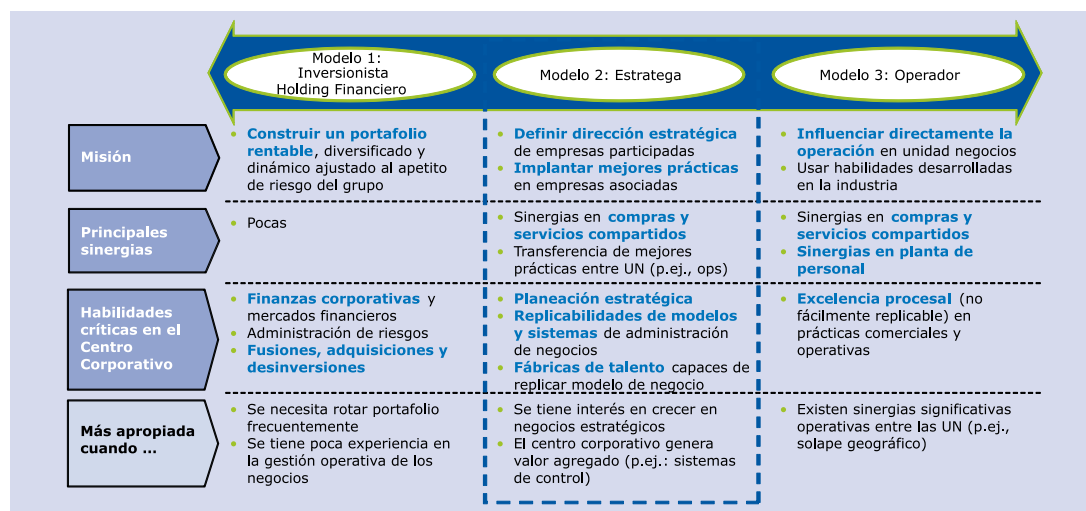 Modelo 1:
Inversionista
Holding Financiero
Modelo 2: Estratega
Modelo 3: Operador
Misión
• Construir un portafolio
rentable, diversificado y
dinámico ajustado al apetito
de riesgo del grupo
• Definir dirección estratégica
de empresas participadas
• Implantar mejores prácticas
en empresas asociadas
• Influenciar directamente la
operación en unidad negocios
• Usar habilidades desarrolladas
en la industria
Principales
sinergias
• Pocas
• Sinergias en compras y
servicios compartidos
• Transferencia de mejores
prácticas entre UN (p.ej., ops)
• Sinergias en compras y
servicios compartidos
• Sinergias en planta de
personal
Habilidades
críticas en el
Centro
Corporativo
• Finanzas corporativas y
mercados financieros
• Administración de riesgos
• Fusiones, adquisiciones y
desinversiones
• Planeación estratégica
• Replicabilidades de modelos
y sistemas de administración
de negocios
• Fábricas de talento capaces de
replicar modelo de negocio
• Excelencia procesal (no
fácilmente replicable) en
prácticas comerciales y
operativas
Más apropiada
cuando ...
• Se necesita rotar portafolio
frecuentemente
• Se tiene poca experiencia en
la gestión operativa de los
negocios
• Se tiene interés en crecer en
negocios estratégicos
• El centro corporativo genera
valor agregado (p.ej.: sistemas
de control)
• Existen sinergias significativas
operativas entre las UN (p.ej.,
solape geográfico)